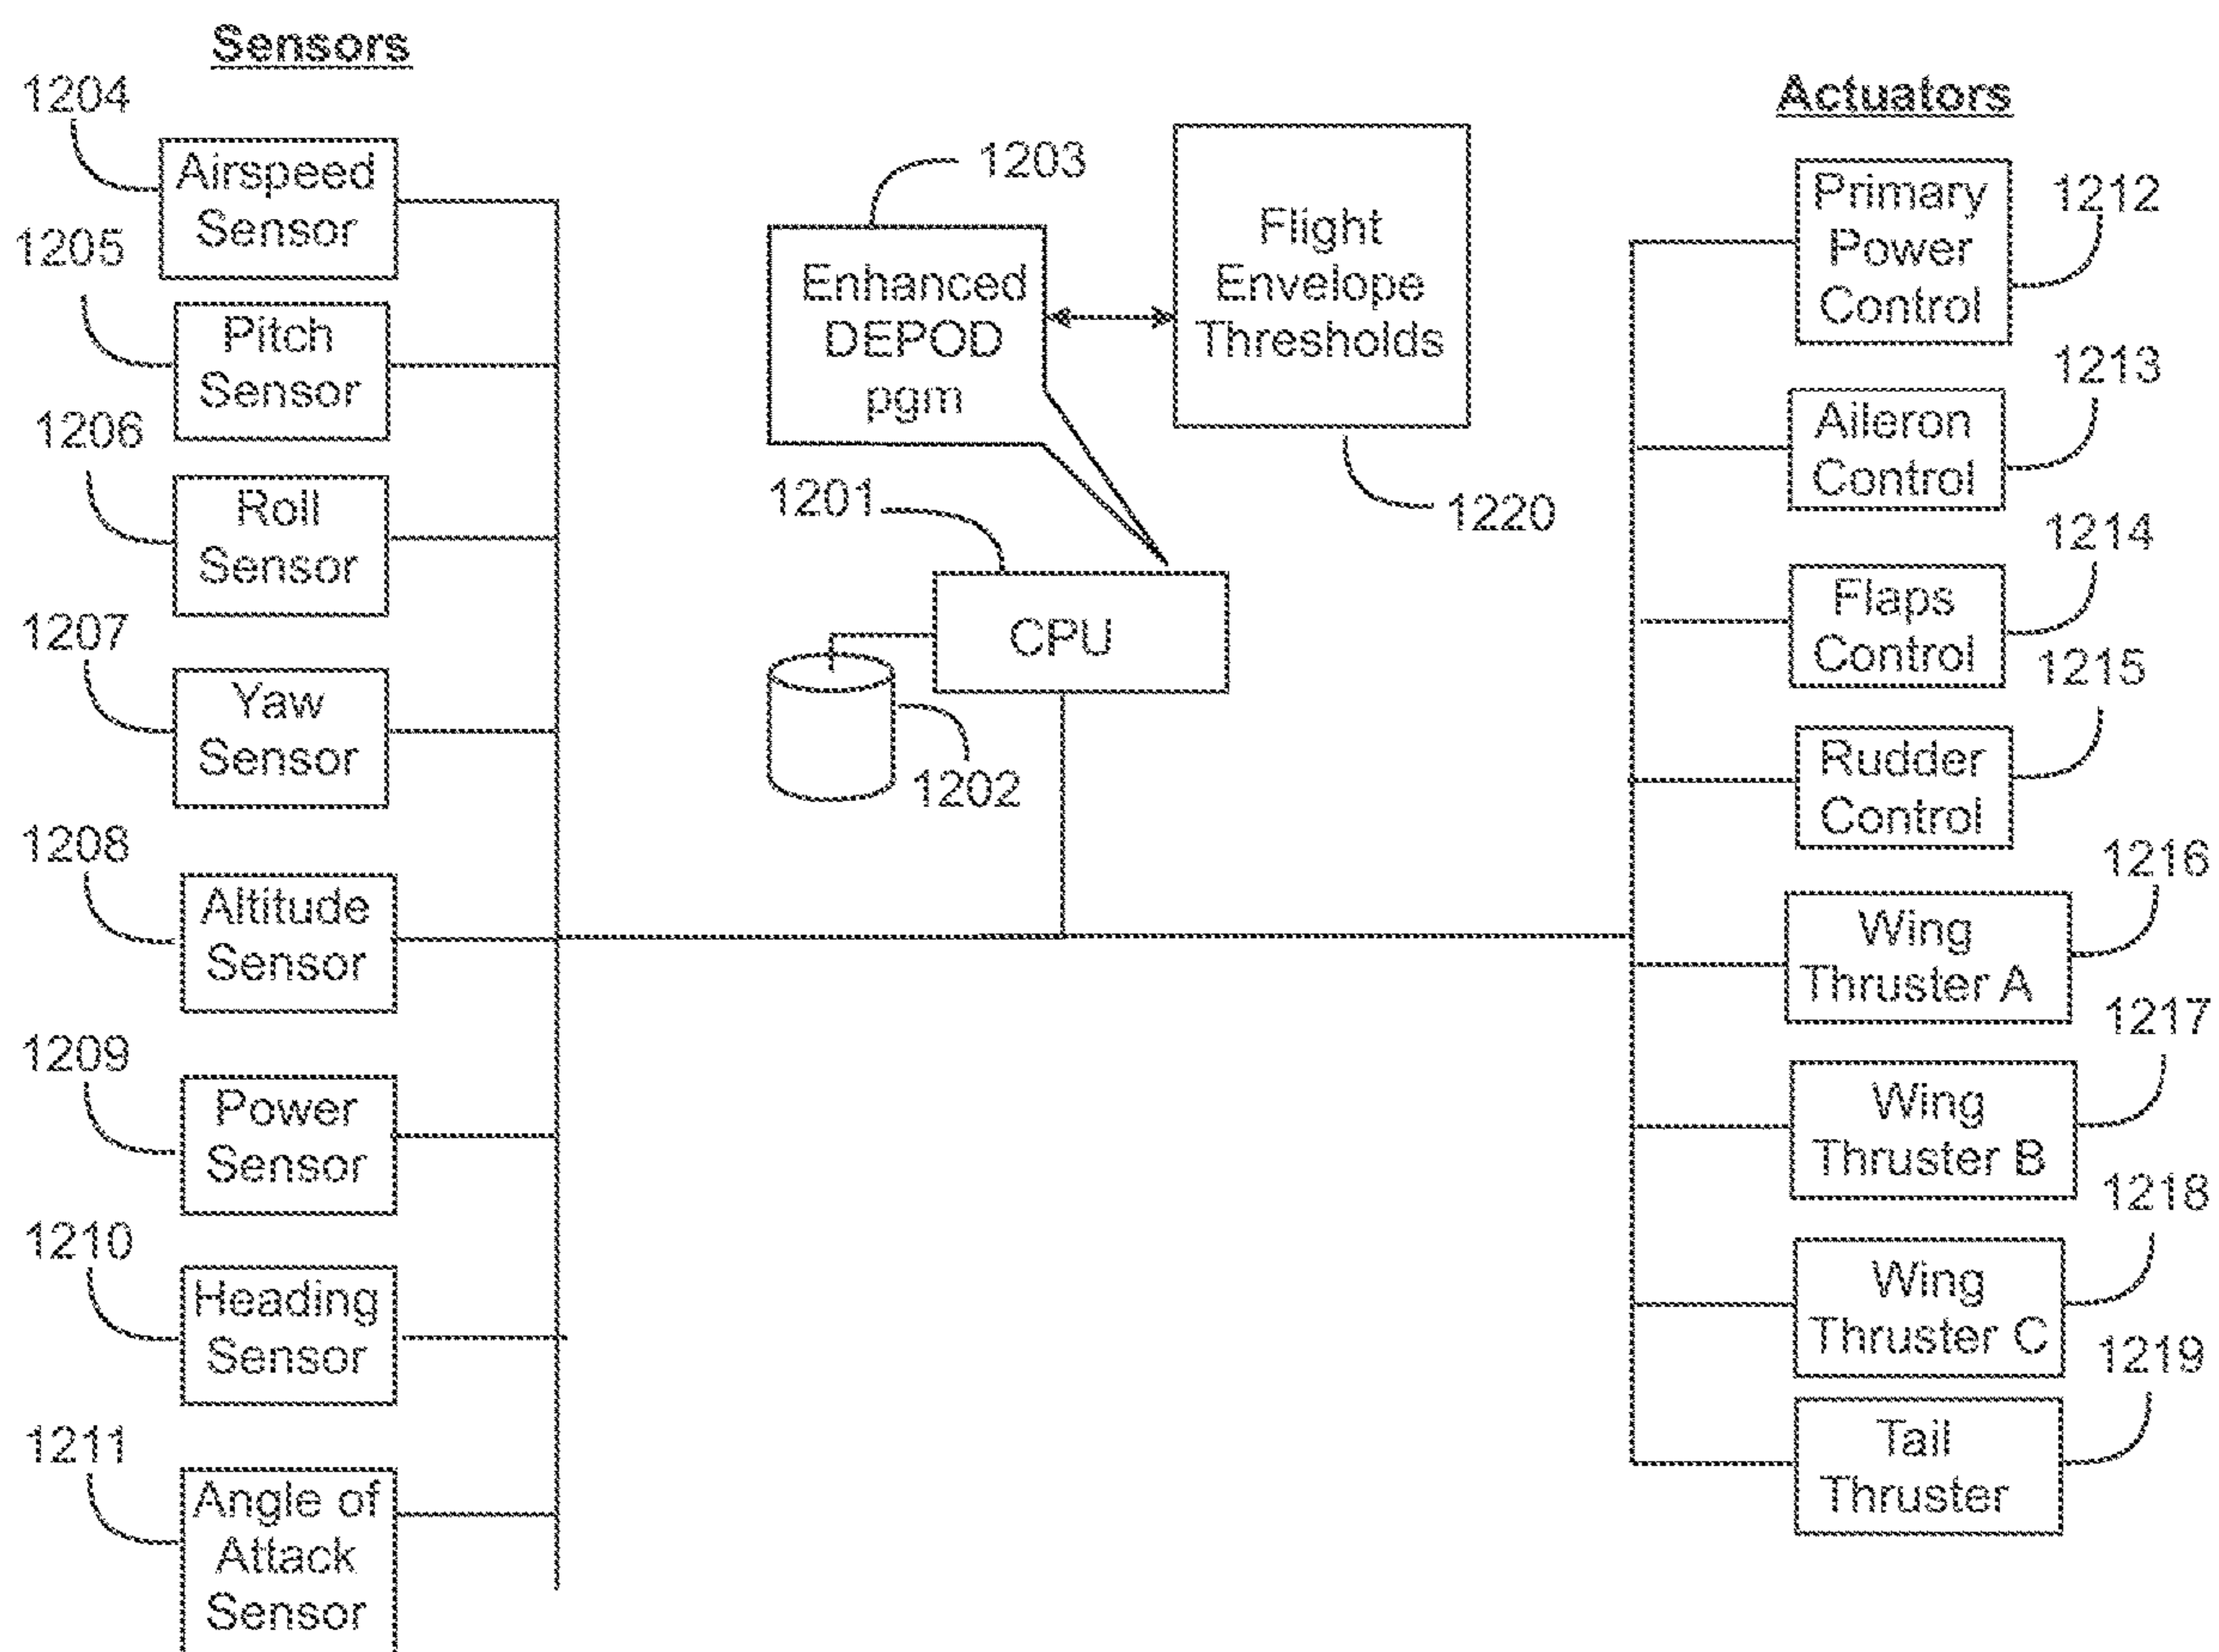 Sensors
1204
Airspeed
Sensor
1205
Pitch
Sensor
1206
Roll
Sensor
1207
Yaw
Sensor
1208
Altitude
Sensor
1209
Power
Sensor
1210
Heading
Sensor
1211
Angle of
Attack
Sensor
1203
Enhanced
DEPOD
pgm
Flight
Envelope
Thresholds
1220
1201
CPU
1202
Actuators
Primary
Power
Control
1212
Aileron
Control
1213
Flaps
Control
1214
Rudder
Control
1215
Wing
Thruster A
1216
Wing
Thruster B
1217
Wing
Thruster C
1218
Tail
Thruster
1219